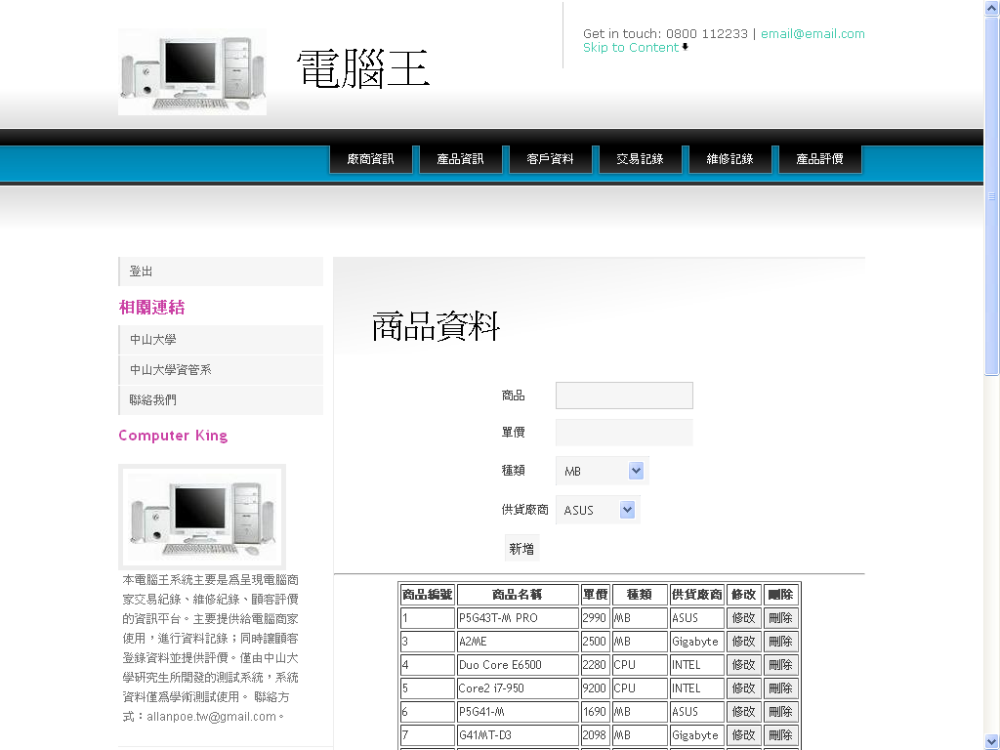 電腦王
Get in touch: 0800 112233 | email@email.com
Skip to Content
廠商資訊 產品資訊 客戶資料 交易記錄 維修記錄 產品評價
登出
相關連結
中山大學
中山大學資管系
聯絡我們
Computer King
本電腦王系統主要是為呈現電腦商
家交易紀錄、維修紀錄、顧客評價
的資訊平台。主要提供給電腦商家
使用，進行資料記錄；同時讓顧客
登錄資料並提供評價。僅由中山大
學研究生所開發的測試系統，系統
資料僅為學術測試使用。 聯絡方
式：allanpoe.tw@gmail.com。
商品資料
商品
單價
種類 MB
供貨廠商 ASUS
新增
商品編號 商品名稱 單價 種類 供貨廠商 修改 刪除
1 P5G43T-M PRO 2990 MB ASUS 修改 刪除
3 A2ME 2500 MB Gigabyte 修改 刪除
4 Duo Core E6500 2280 CPU INTEL 修改 刪除
5 Core2 i7-950 9200 CPU INTEL 修改 刪除
6 P5G41-M 1690 MB ASUS 修改 刪除
7 G41MT-D3 2098 MB Gigabyte 修改 刪除